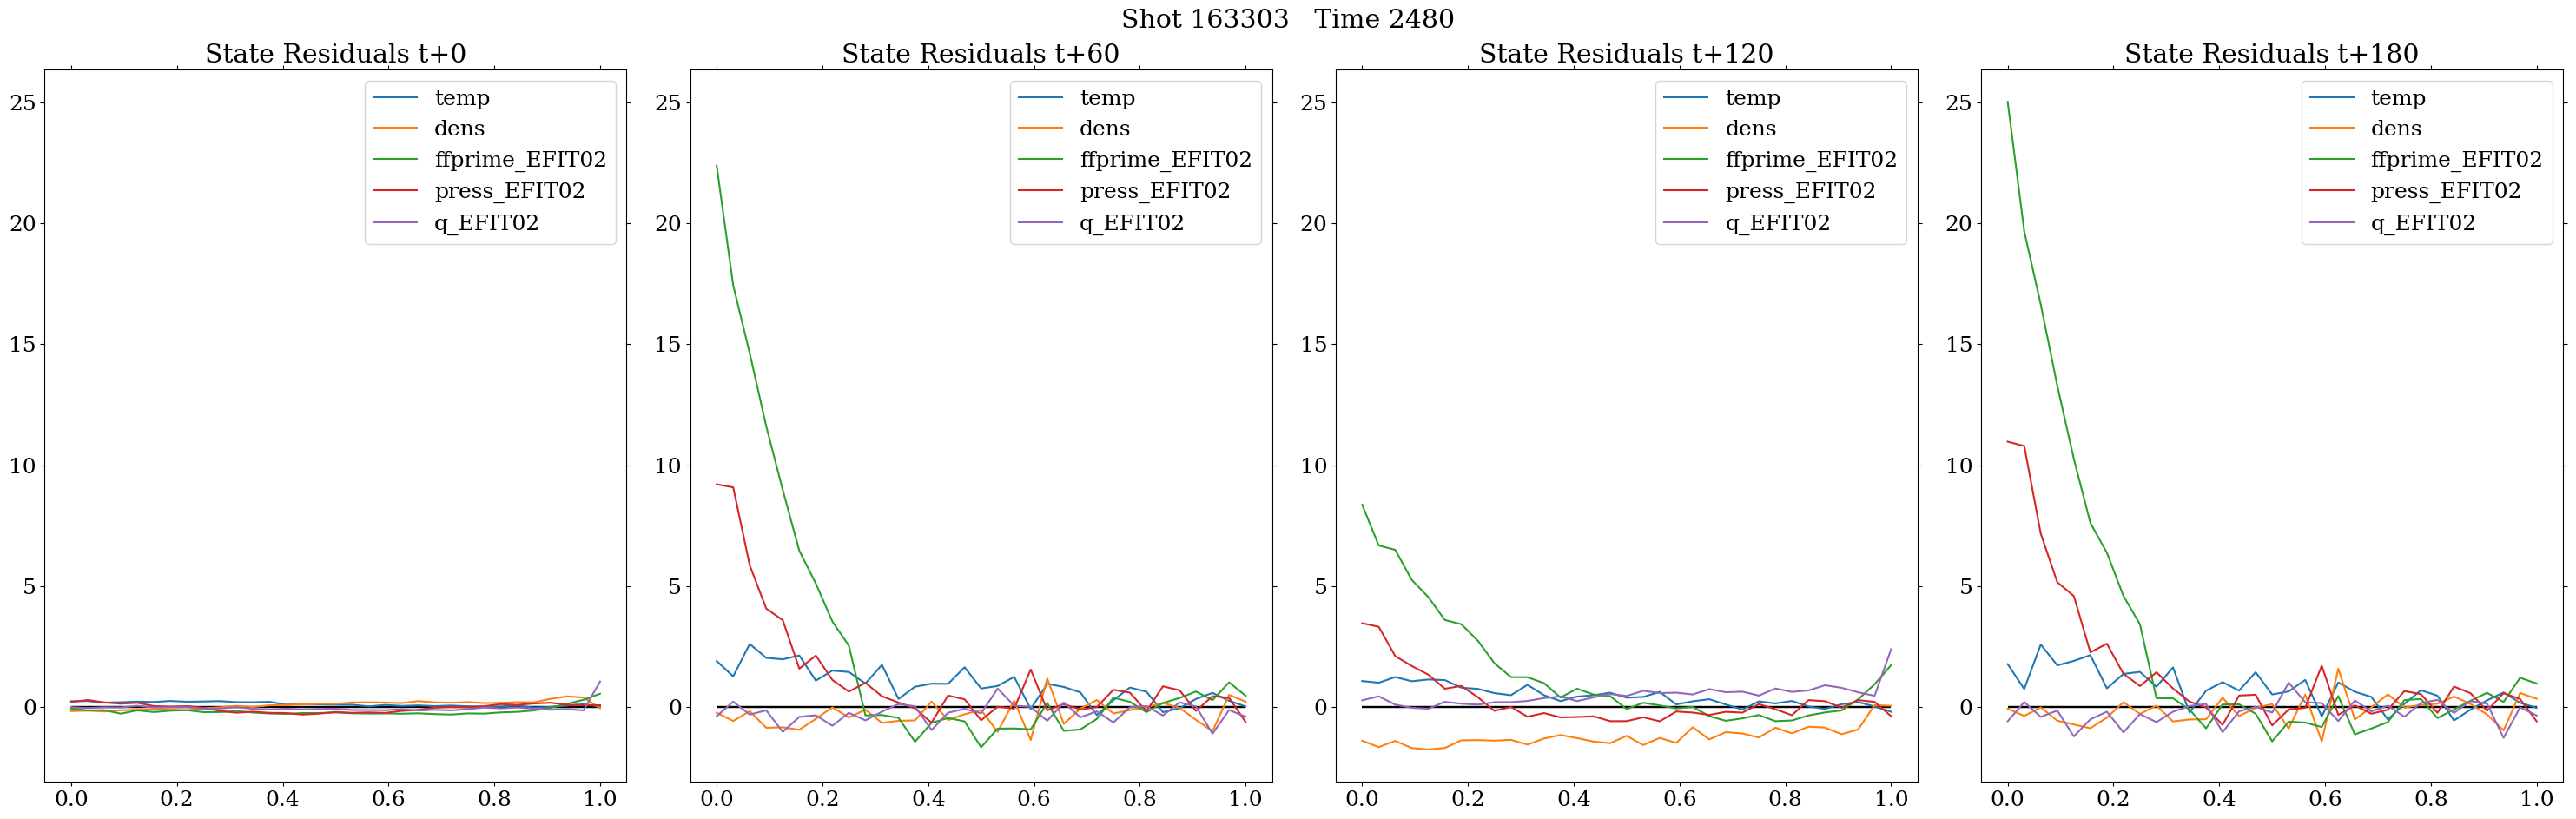 Shot 163303   Time 2480
State Residuals t+0
25
20
15
10
5
0
0.0 0.2 0.4 0.6 0.8 1.0
temp
dens
ffprime_EFIT02
press_EFIT02
q_EFIT02
State Residuals t+60
25
20
15
10
5
0
0.0 0.2 0.4 0.6 0.8 1.0
temp
dens
ffprime_EFIT02
press_EFIT02
q_EFIT02
State Residuals t+120
25
20
15
10
5
0
0.0 0.2 0.4 0.6 0.8 1.0
temp
dens
ffprime_EFIT02
press_EFIT02
q_EFIT02
State Residuals t+180
25
20
15
10
5
0
0.0 0.2 0.4 0.6 0.8 1.0
temp
dens
ffprime_EFIT02
press_EFIT02
q_EFIT02